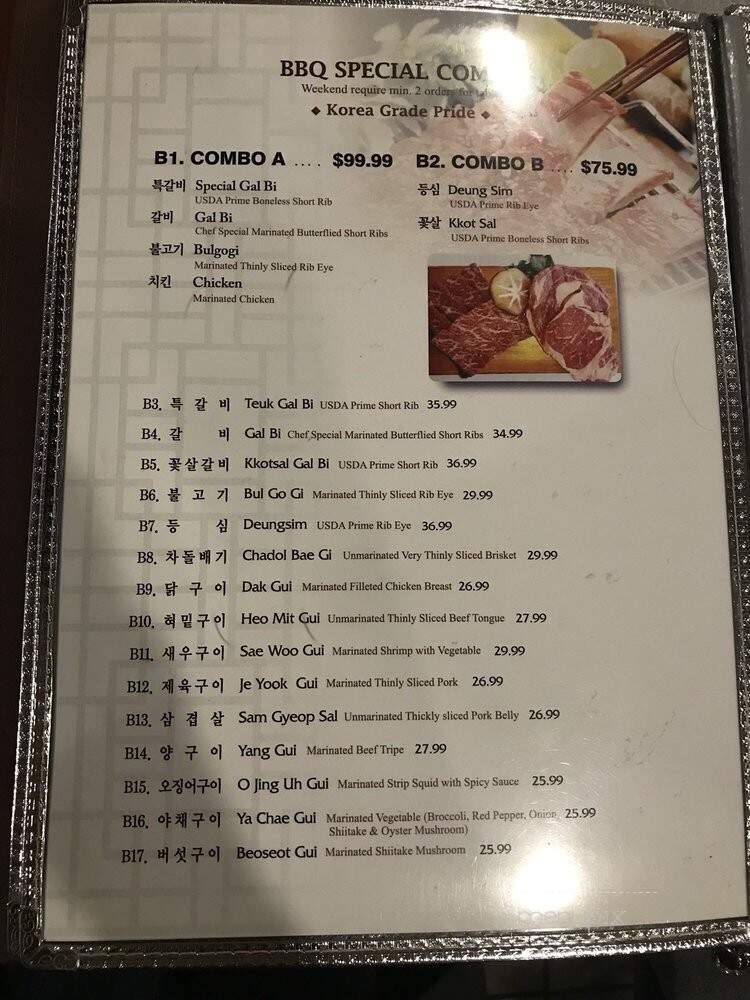 BBQ SPECIAL COM
Weekend require min. 2 orders for
◆ Korea Grade Pride ◆
B1. COMBO A .... $99.99
특갈비 Special Gal Bi
USDA Prime Boneless Short Rib
갈비 Gal Bi
Chef Special Marinated Butterflied Short Ribs
불고기 Bulgogi
Marinated Thinly Sliced Rib Eye
치킨 Chicken
Marinated Chicken
B2. COMBO B .... $75.99
등심 Deung Sim
USDA Prime Rib Eye
꽃살 Kkot Sal
USDA Prime Boneless Short Ribs
B3. 특 갈 비 Teuk Gal Bi USDA Prime Short Rib 35.99
B4. 갈 비 Gal Bi Chef Special Marinated Butterflied Short Ribs 34.99
B5. 꽃살갈비 Kkotsal Gal Bi USDA Prime Short Rib 36.99
B6. 불 고 기 Bul Go Gi Marinated Thinly Sliced Rib Eye 29.99
B7. 등 심 Deungsim USDA Prime Rib Eye 36.99
B8. 차돌배기 Chadol Bae Gi Unmarinated Very Thinly Sliced Brisket 29.99
B9. 닭 구 이 Dak Gui Marinated Filleted Chicken Breast 26.99
B10. 혀밑구이 Heo Mit Gui Unmarinated Thinly Sliced Beef Tongue 27.99
B11. 새우구이 Sae Woo Gui Marinated Shrimp with Vegetable 29.99
B12. 제육구이 Je Yook Gui Marinated Thinly Sliced Pork 26.99
B13. 삼 겹 살 Sam Gyeop Sal Unmarinated Thickly sliced Pork Belly 26.99
B14. 양 구 이 Yang Gui Marinated Beef Tripe 27.99
B15. 오징어구이 O Jing Uh Gui Marinated Strip Squid with Spicy Sauce 25.99
B16. 야채구이 Ya Chae Gui Marinated Vegetable (Broccoli, Red Pepper, Onion, 25.99
Shiitake & Oyster Mushroom)
B17. 버섯구이 Beoseot Gui Marinated Shiitake Mushroom 25.99